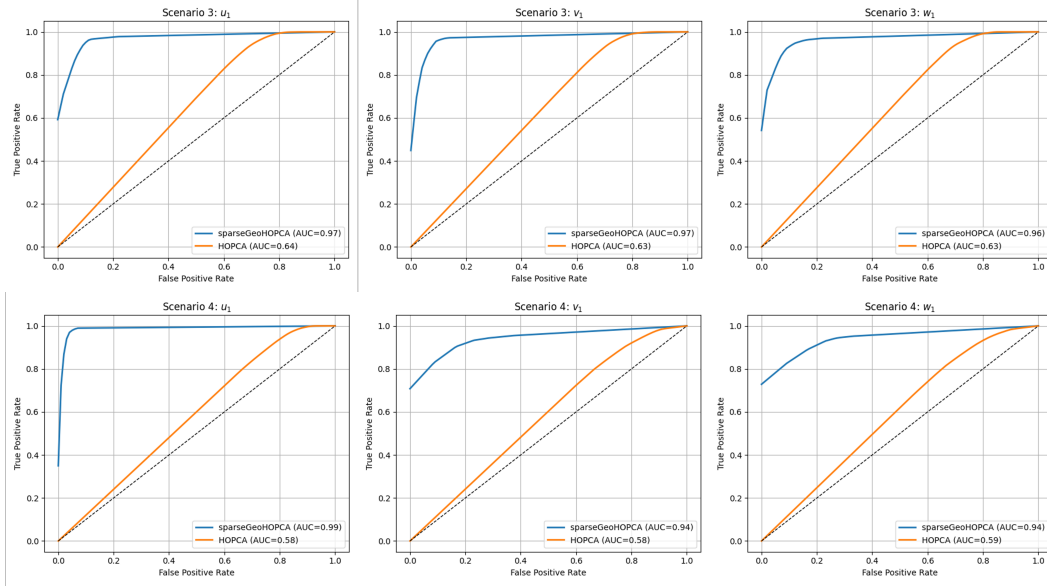 Scenario 3: u₁
True Positive Rate
1.0
0.8
0.6
0.4
0.2
0.0
sparseGeoHOPCA (AUC=0.97)
HOPCA (AUC=0.64)
0.0 0.2 0.4 0.6 0.8 1.0
False Positive Rate
Scenario 3: v₁
True Positive Rate
1.0
0.8
0.6
0.4
0.2
0.0
sparseGeoHOPCA (AUC=0.97)
HOPCA (AUC=0.63)
0.0 0.2 0.4 0.6 0.8 1.0
False Positive Rate
Scenario 3: w₁
True Positive Rate
1.0
0.8
0.6
0.4
0.2
0.0
sparseGeoHOPCA (AUC=0.96)
HOPCA (AUC=0.63)
0.0 0.2 0.4 0.6 0.8 1.0
False Positive Rate
Scenario 4: u₁
True Positive Rate
1.0
0.8
0.6
0.4
0.2
0.0
sparseGeoHOPCA (AUC=0.99)
HOPCA (AUC=0.58)
0.0 0.2 0.4 0.6 0.8 1.0
False Positive Rate
Scenario 4: v₁
True Positive Rate
1.0
0.8
0.6
0.4
0.2
0.0
sparseGeoHOPCA (AUC=0.94)
HOPCA (AUC=0.58)
0.0 0.2 0.4 0.6 0.8 1.0
False Positive Rate
Scenario 4: w₁
True Positive Rate
1.0
0.8
0.6
0.4
0.2
0.0
sparseGeoHOPCA (AUC=0.94)
HOPCA (AUC=0.59)
0.0 0.2 0.4 0.6 0.8 1.0
False Positive Rate